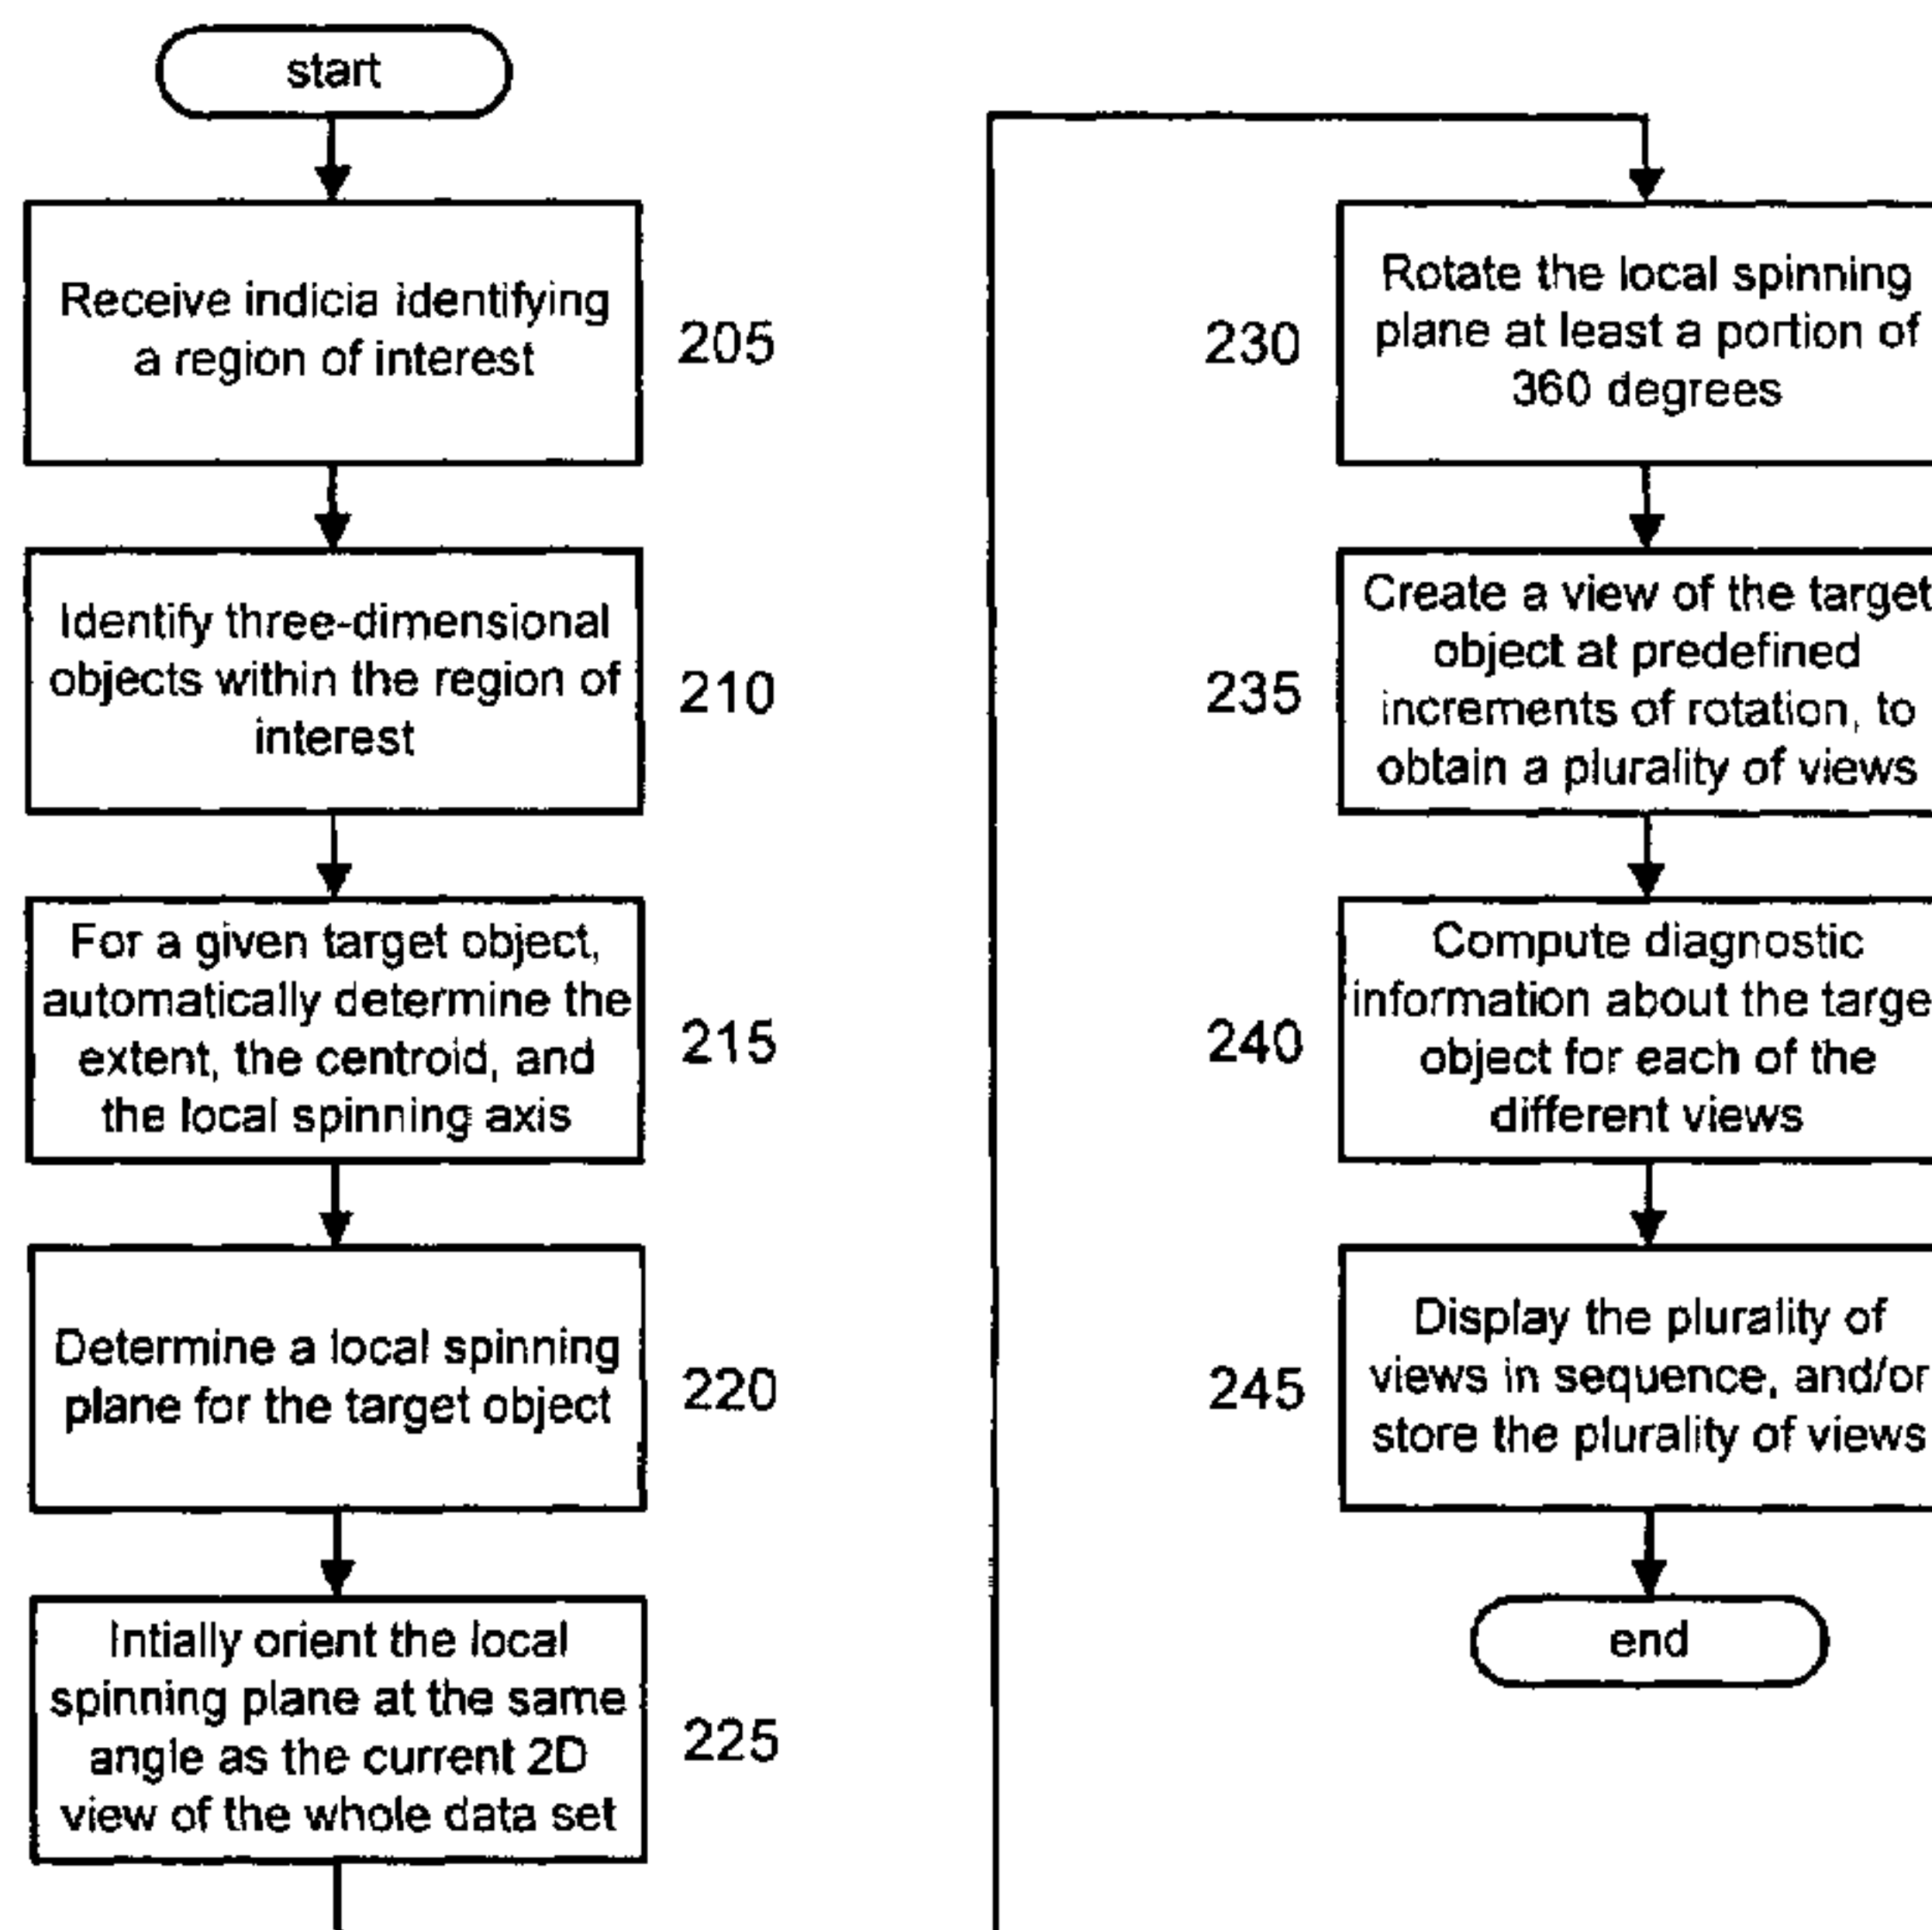 start
Receive indicia identifying
a region of interest
205
Identify three-dimensional
objects within the region of
interest
210
For a given target object,
automatically determine the
extent, the centroid, and
the local spinning axis
215
Determine a local spinning
plane for the target object
220
Intially orient the local
spinning plane at the same
angle as the current 2D
view of the whole data set
225
230
Rotate the local spinning
plane at least a portion of
360 degrees
235
Create a view of the target
object at predefined
increments of rotation, to
obtain a plurality of views
240
Compute diagnostic
information about the targe
object for each of the
different views
245
Display the plurality of
views in sequence, and/or
store the plurality of views
end